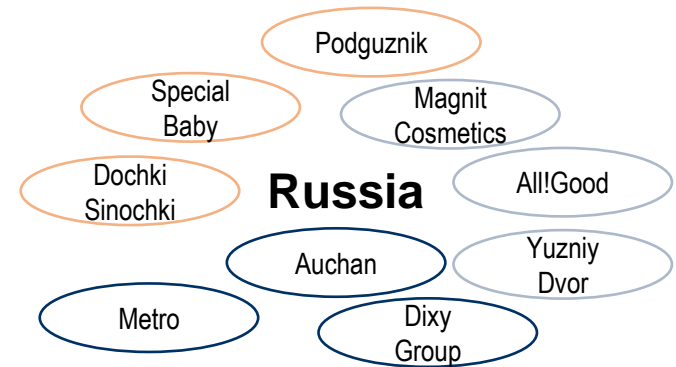 Podguznik
Special
Baby
Magnit
Cosmetics
Dochki
Sinochki
Russia
All!Good
Auchan
Yuzniy
Dvor
Metro
Dixy
Group